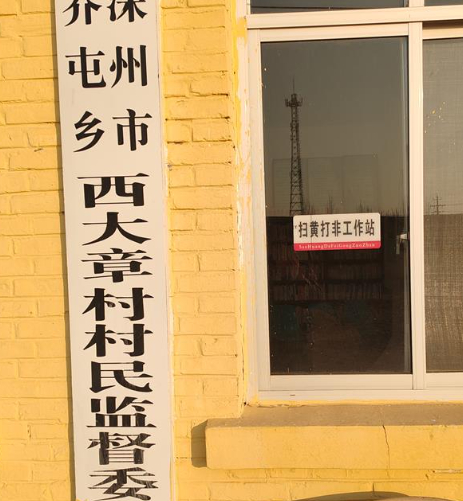 深州市
乔屯乡
西大章村村民监督委
扫黄打非工作站
SaoHuangDaFeiGongZuoZhan